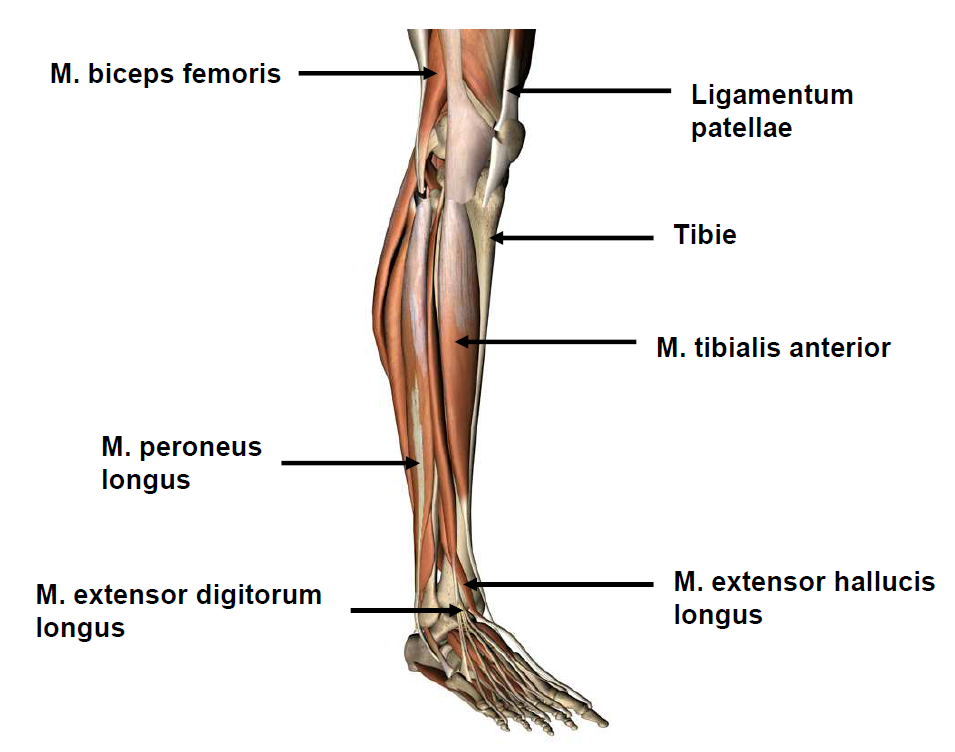 M. biceps femoris
Ligamentum
patellae
Tibie
M. tibialis anterior
M. peroneus
longus
M. extensor digitorum
longus
M. extensor hallucis
longus